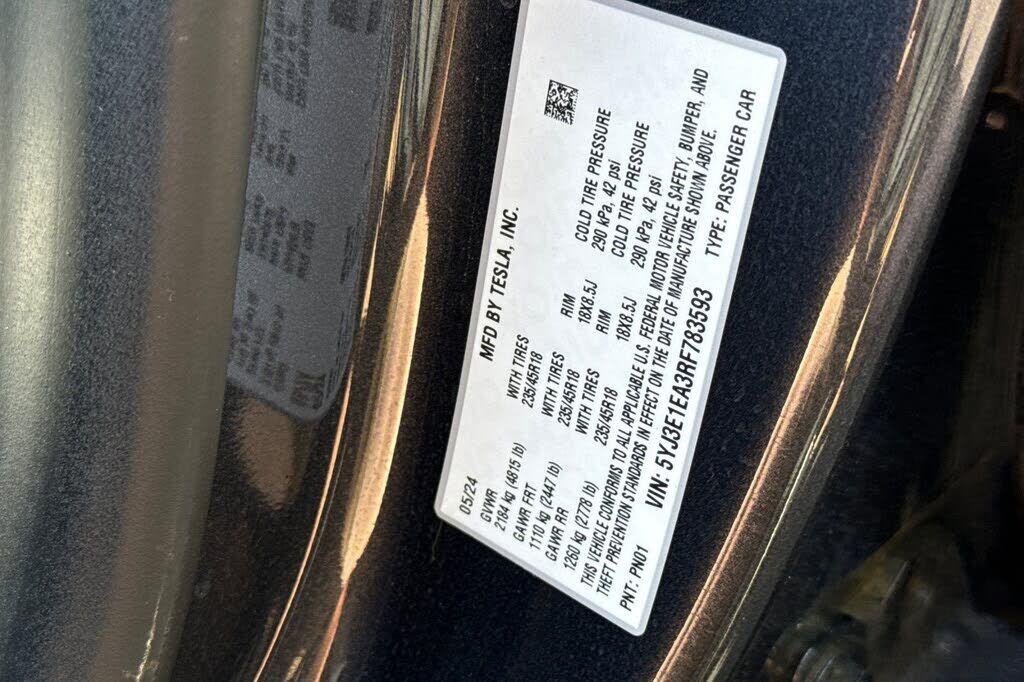 MFD BY TESLA, INC.
05/24
GVWR WITH TIRES RIM COLD TIRE PRESSURE
2184 kg (4815 lb) 235/45R18 18X8.5J 290 kPa, 42 psi
GAWR FRT WITH TIRES RIM COLD TIRE PRESSURE
1110 kg (2447 lb) 235/45R18 18X8.5J 290 kPa, 42 psi
GAWR RR WITH TIRES
1260 kg (2778 lb) 235/45R18
THIS VEHICLE CONFORMS TO ALL APPLICABLE U.S. FEDERAL MOTOR VEHICLE SAFETY, BUMPER, AND
THEFT PREVENTION STANDARDS IN EFFECT ON THE DATE OF MANUFACTURE SHOWN ABOVE.
PNT: PN01 VIN: 5YJ3E1EA3RF783593 TYPE: PASSENGER CAR